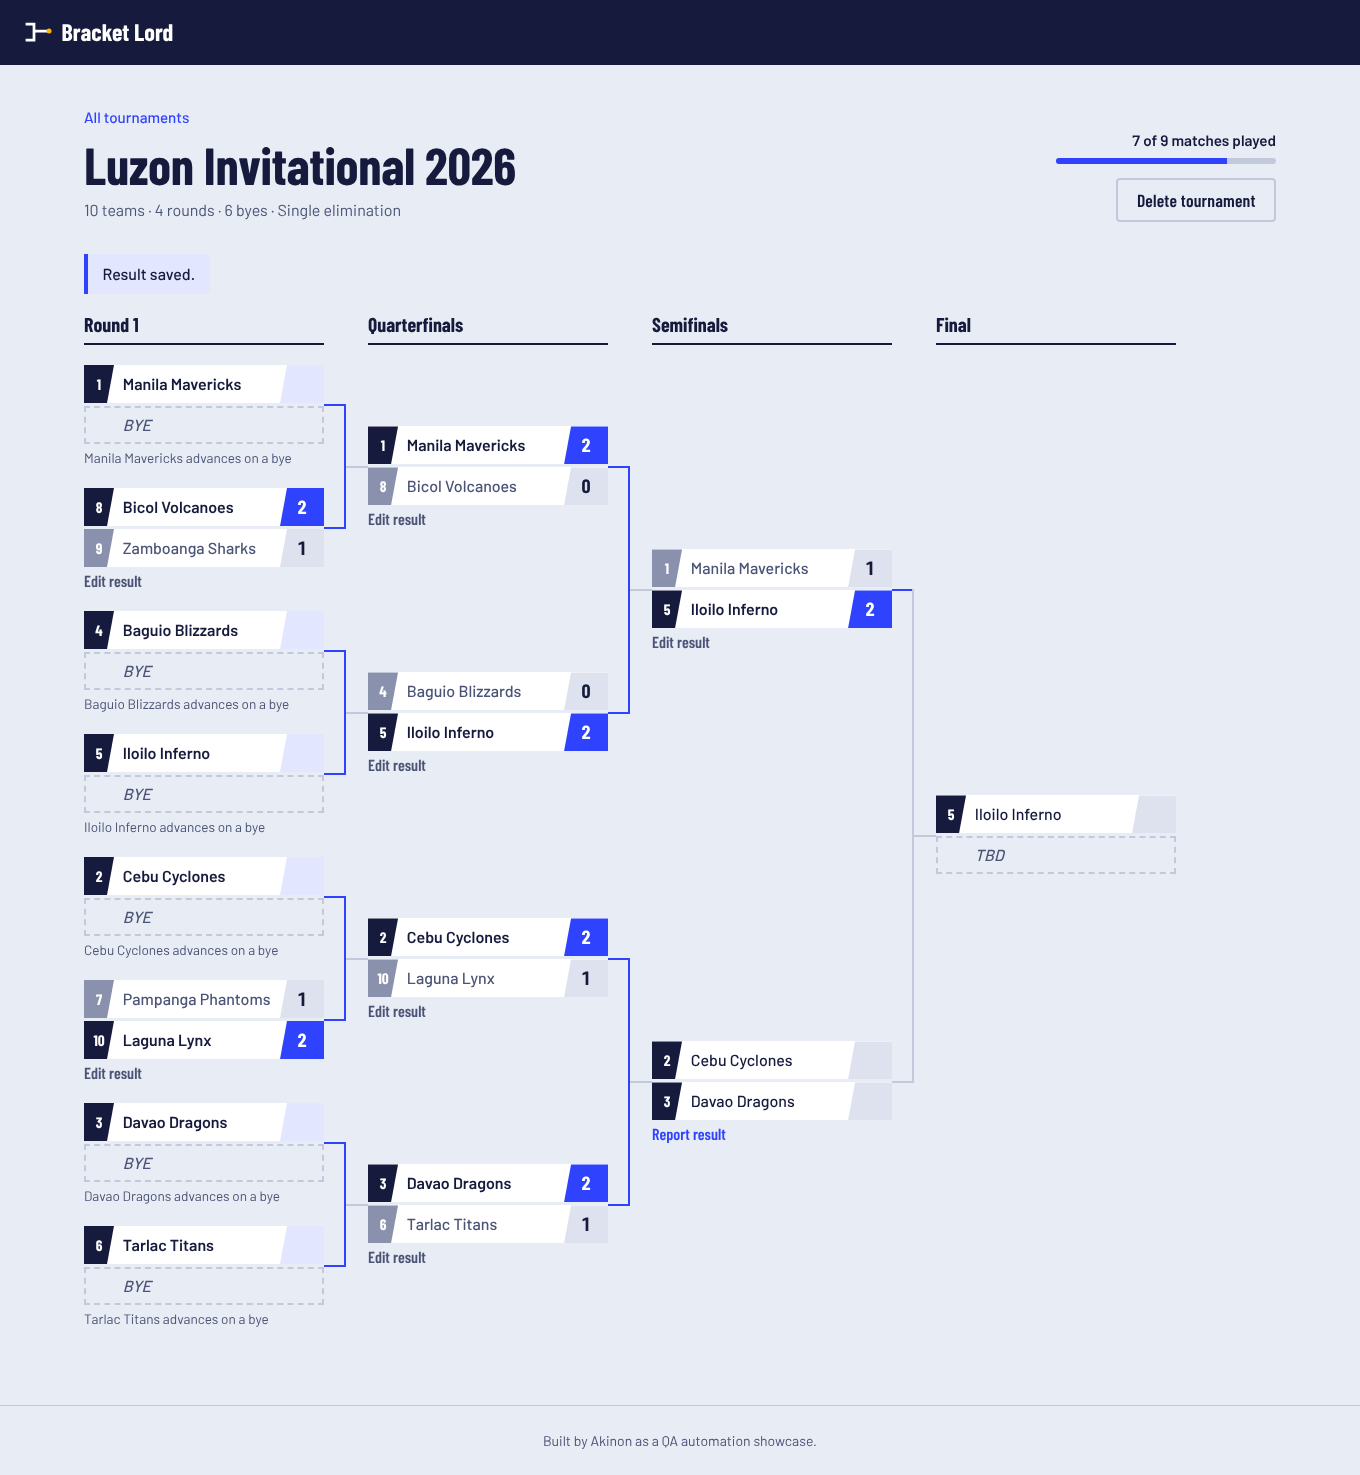 Bracket Lord
All tournaments
Luzon Invitational 2026
10 teams · 4 rounds · 6 byes · Single elimination
7 of 9 matches played
Delete tournament
Result saved.
Round 1
1 Manila Mavericks
BYE
Manila Mavericks advances on a bye
8 Bicol Volcanoes 2
9 Zamboanga Sharks 1
Edit result
4 Baguio Blizzards
BYE
Baguio Blizzards advances on a bye
5 Iloilo Inferno
BYE
Iloilo Inferno advances on a bye
2 Cebu Cyclones
BYE
Cebu Cyclones advances on a bye
7 Pampanga Phantoms 1
10 Laguna Lynx 2
Edit result
3 Davao Dragons
BYE
Davao Dragons advances on a bye
6 Tarlac Titans
BYE
Tarlac Titans advances on a bye
Quarterfinals
1 Manila Mavericks 2
8 Bicol Volcanoes 0
Edit result
4 Baguio Blizzards 0
5 Iloilo Inferno 2
Edit result
2 Cebu Cyclones 2
10 Laguna Lynx 1
Edit result
3 Davao Dragons 2
6 Tarlac Titans 1
Edit result
Semifinals
1 Manila Mavericks 1
5 Iloilo Inferno 2
Edit result
2 Cebu Cyclones
3 Davao Dragons
Report result
Final
5 Iloilo Inferno
TBD
Built by Akinon as a QA automation showcase.